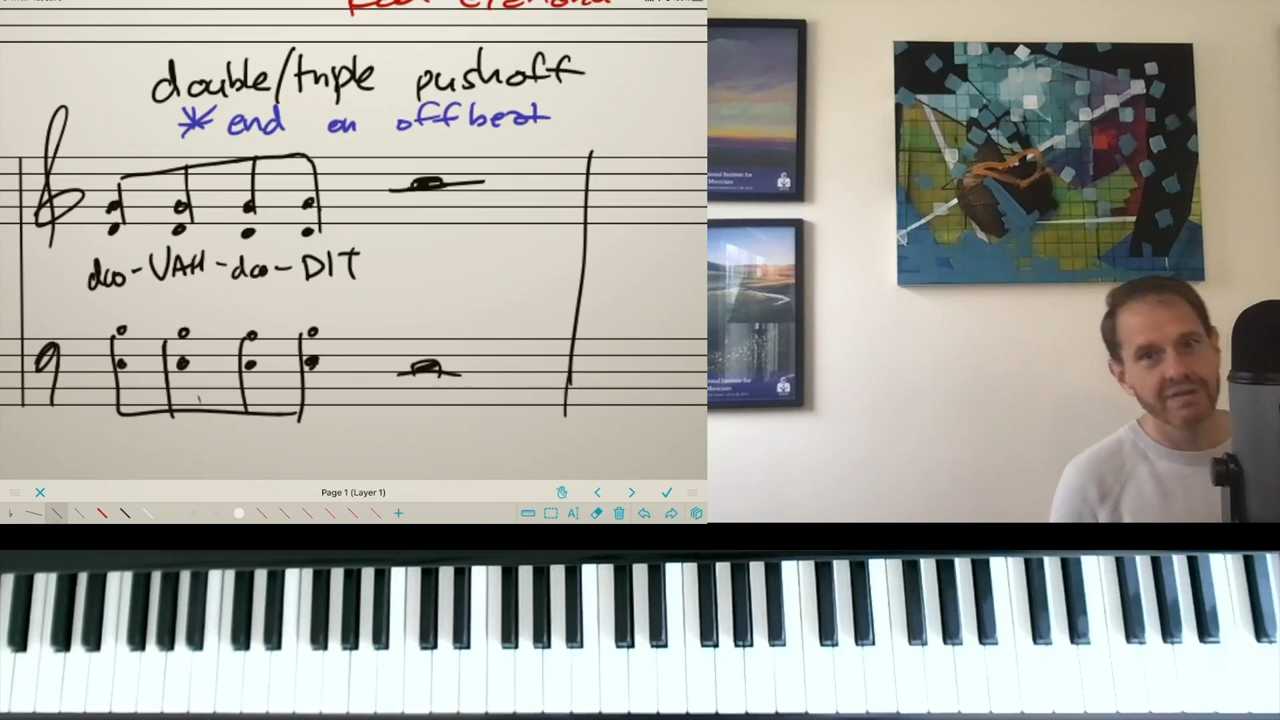 double/triple pushoff
* end on offbeat
doo-VAH-doo-DIT
Page 1 (Layer 1)